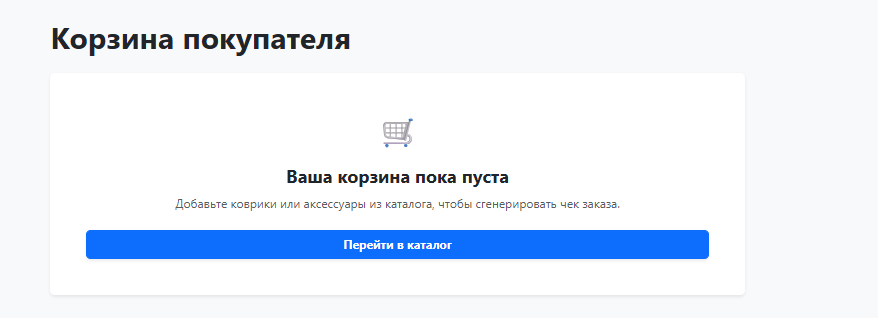 Корзина покупателя
Ваша корзина пока пуста
Добавьте коврики или аксессуары из каталога, чтобы сгенерировать чек заказа.
Перейти в каталог